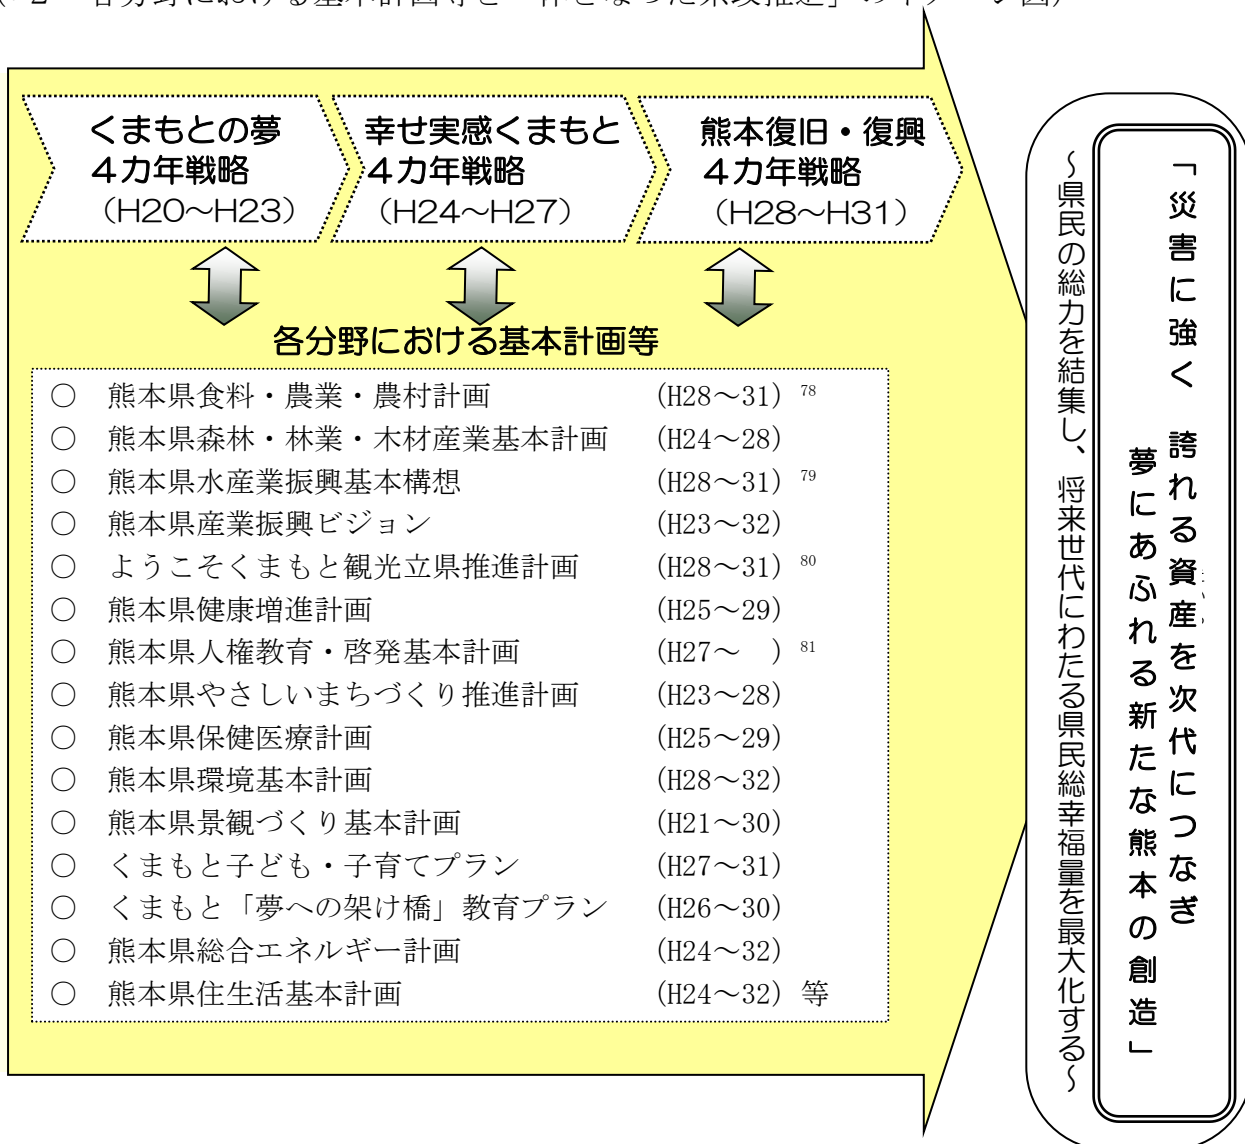 くまもとの夢
４カ年戦略
（H20～H23）
幸せ実感くまもと
４カ年戦略
（H24～H27）
熊本復旧・復興
４カ年戦略
（H28～H31）
各分野における基本計画等
○　熊本県食料・農業・農村計画　（H28～31）78
○　熊本県森林・林業・木材産業基本計画　（H24～28）
○　熊本県水産業振興基本構想　（H28～31）79
○　熊本県産業振興ビジョン　（H23～32）
○　ようこそくまもと観光立県推進計画　（H28～31）80
○　熊本県健康増進計画　（H25～29）
○　熊本県人権教育・啓発基本計画　（H27～　）81
○　熊本県やさしいまちづくり推進計画　（H23～28）
○　熊本県保健医療計画　（H25～29）
○　熊本県環境基本計画　（H28～32）
○　熊本県景観づくり基本計画　（H21～30）
○　くまもと子ども・子育てプラン　（H27～31）
○　くまもと「夢への架け橋」教育プラン　（H26～30）
○　熊本県総合エネルギー計画　（H24～32）
○　熊本県住生活基本計画　（H24～32）等
「災害に強く　誇れる資産を次代につなぎ
夢にあふれる新たな熊本の創造」
～県民の総力を結集し、将来世代にわたる県民総幸福量を最大化する～